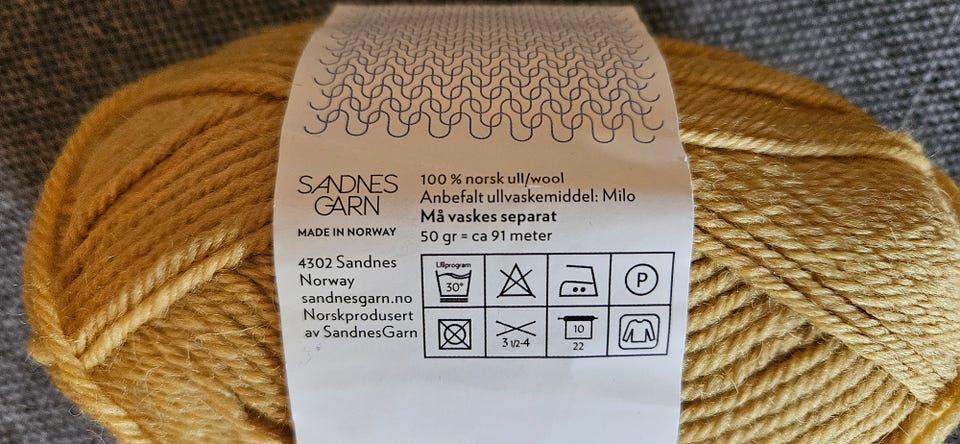 SANDNES
GARN
MADE IN NORWAY
4302 Sandnes
Norway
sandnesgarn.no
Norskprodusert
av SandnesGarn
100 % norsk ull/wool
Anbefalt ullvaskemiddel: Milo
Må vaskes separat
50 gr = ca 91 meter
Ullprogram
30°
P
3 1/2-4
10
22